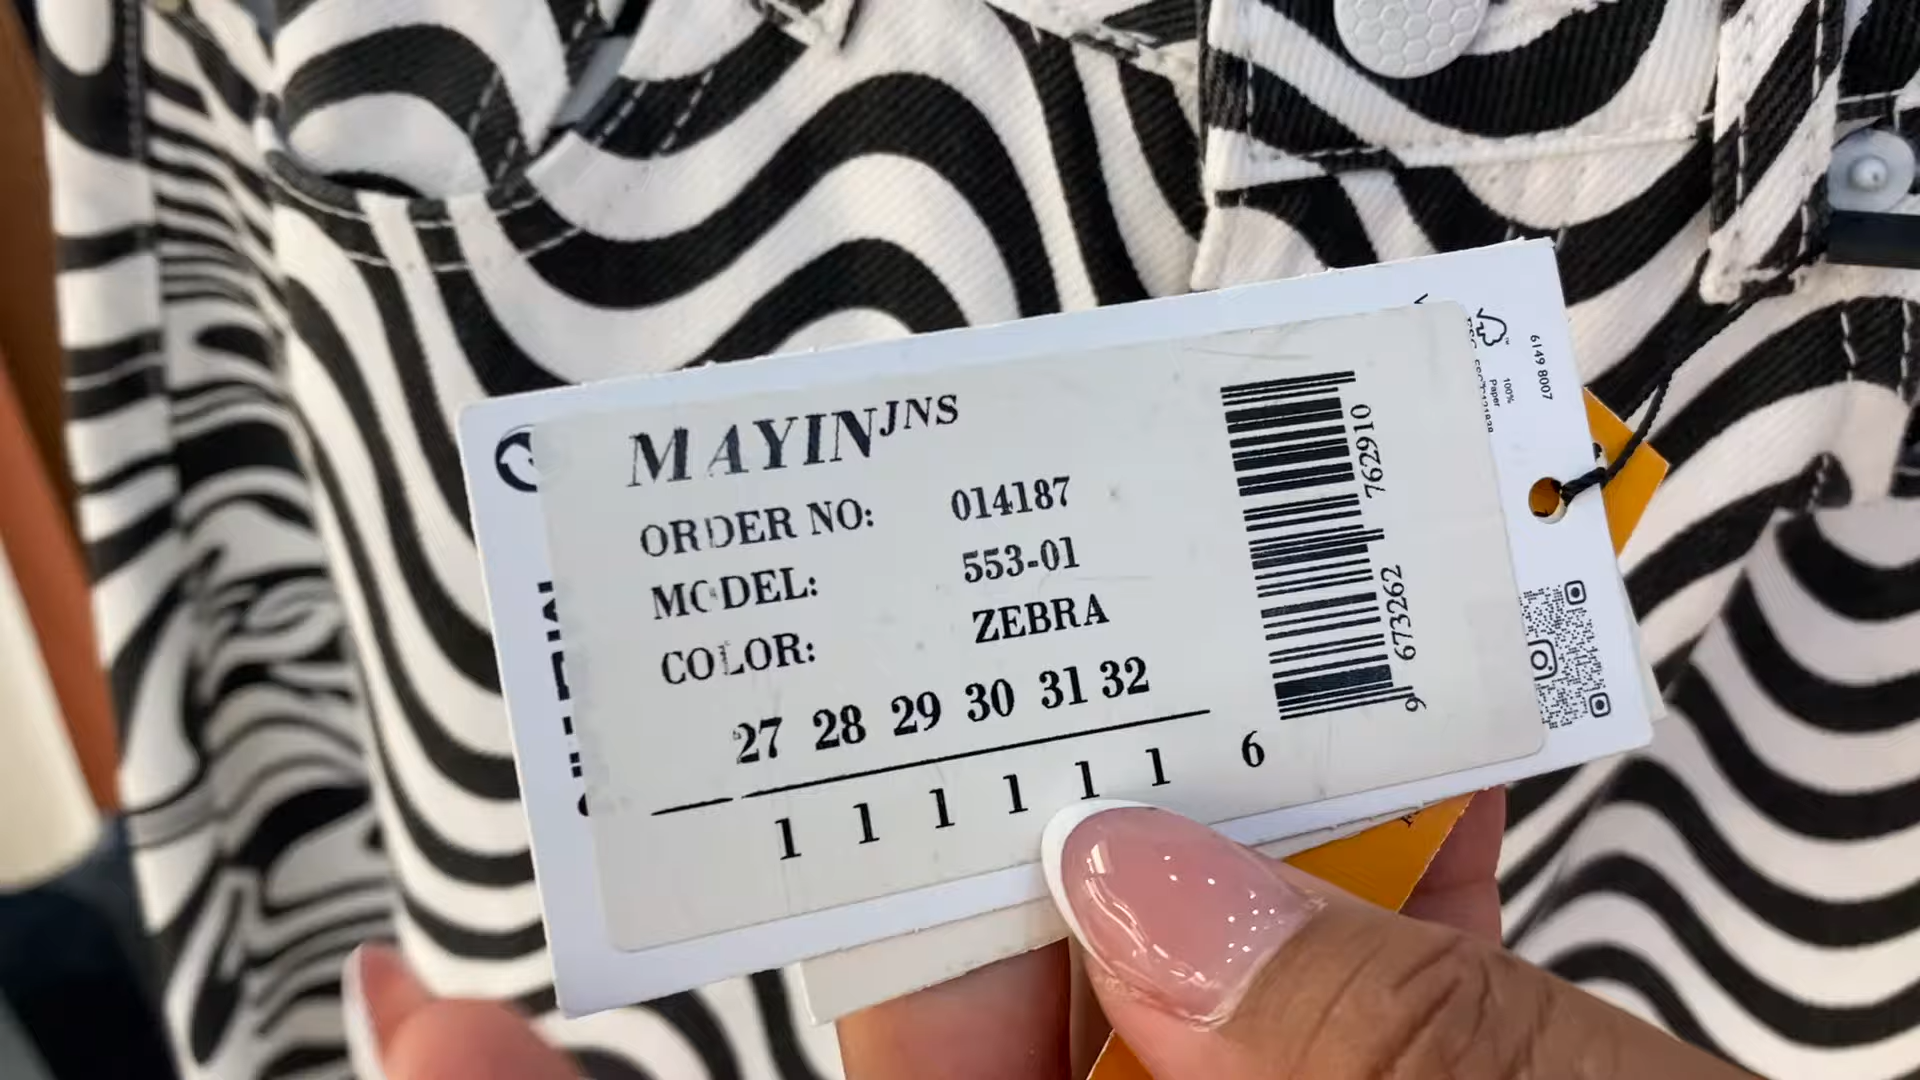 MAYIN JNS
ORDER NO: 014187
MODEL: 553-01
COLOR: ZEBRA
27 28 29 30 31 32
1 1 1 1 1 1 6
9 673262 762910
100%
Paper
6149 8007